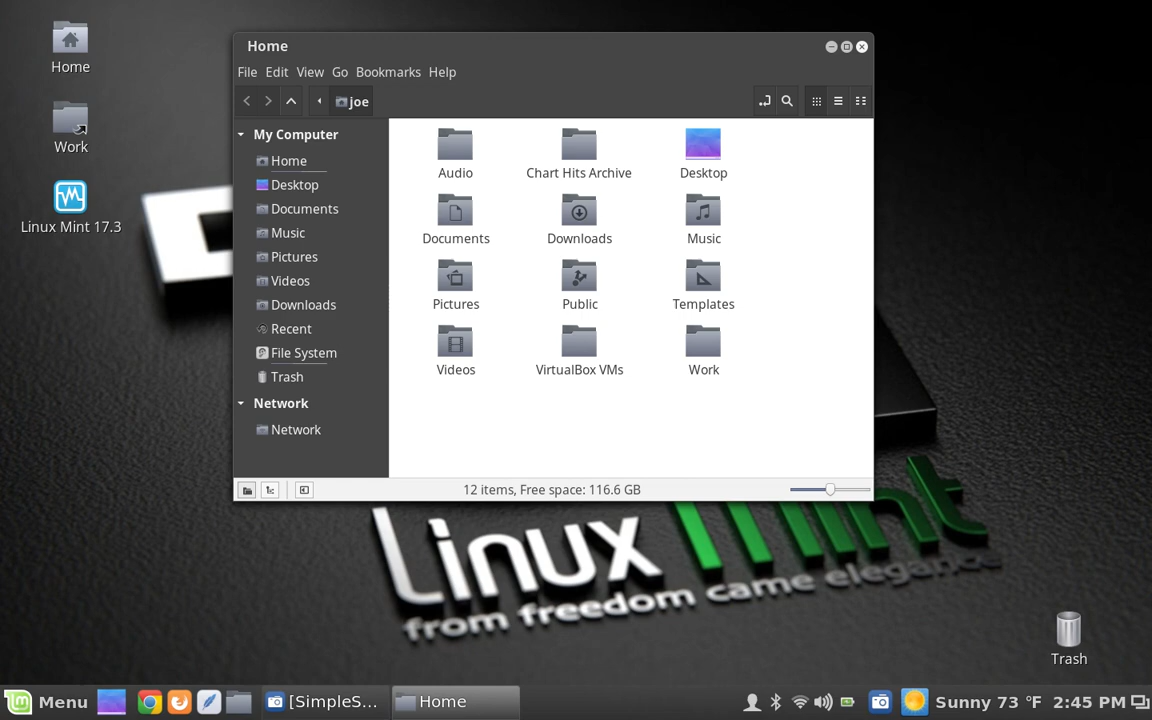 Home
Work
Linux Mint 17.3
Home
File Edit View Go Bookmarks Help
joe
My Computer
Home
Desktop
Documents
Music
Pictures
Videos
Downloads
Recent
File System
Trash
Network
Network
Audio Chart Hits Archive Desktop
Documents Downloads Music
Pictures Public Templates
Videos VirtualBox VMs Work
12 items, Free space: 116.6 GB
Linux Mint
from freedom came elegance
Trash
Menu [SimpleS... Home Sunny 73 °F 2:45 PM